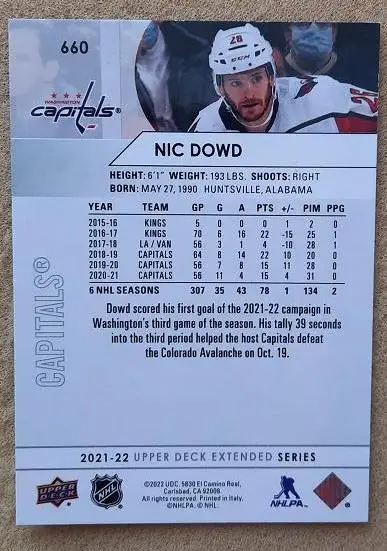 660
26
26
WASHINGTON
capitals®
NIC DOWD
HEIGHT: 6'1" WEIGHT: 193 LBS. SHOOTS: RIGHT
BORN: MAY 27, 1990 HUNTSVILLE, ALABAMA
YEAR TEAM GP G A PTS +/- PIM PPG
2015-16 KINGS 5 0 0 0 1 2 0
2016-17 KINGS 70 6 16 22 -15 25 1
2017-18 LA / VAN 56 3 1 4 -10 28 1
2018-19 CAPITALS 64 8 14 22 10 20 0
2019-20 CAPITALS 56 7 8 15 11 28 0
2020-21 CAPITALS 56 11 4 15 4 31 0
6 NHL SEASONS 307 35 43 78 1 134 2
CAPITALS®
Dowd scored his first goal of the 2021-22 campaign in
Washington's third game of the season. His tally 39 seconds
into the third period helped the host Capitals defeat
the Colorado Avalanche on Oct. 19.
2021-22 UPPER DECK EXTENDED SERIES
UPPER
DECK
NHL
©2022 UDC. 5830 El Camino Real,
Carlsbad, CA 92008.
All rights reserved. Printed in Italy.
©NHLPA. © NHL.
NHLPA